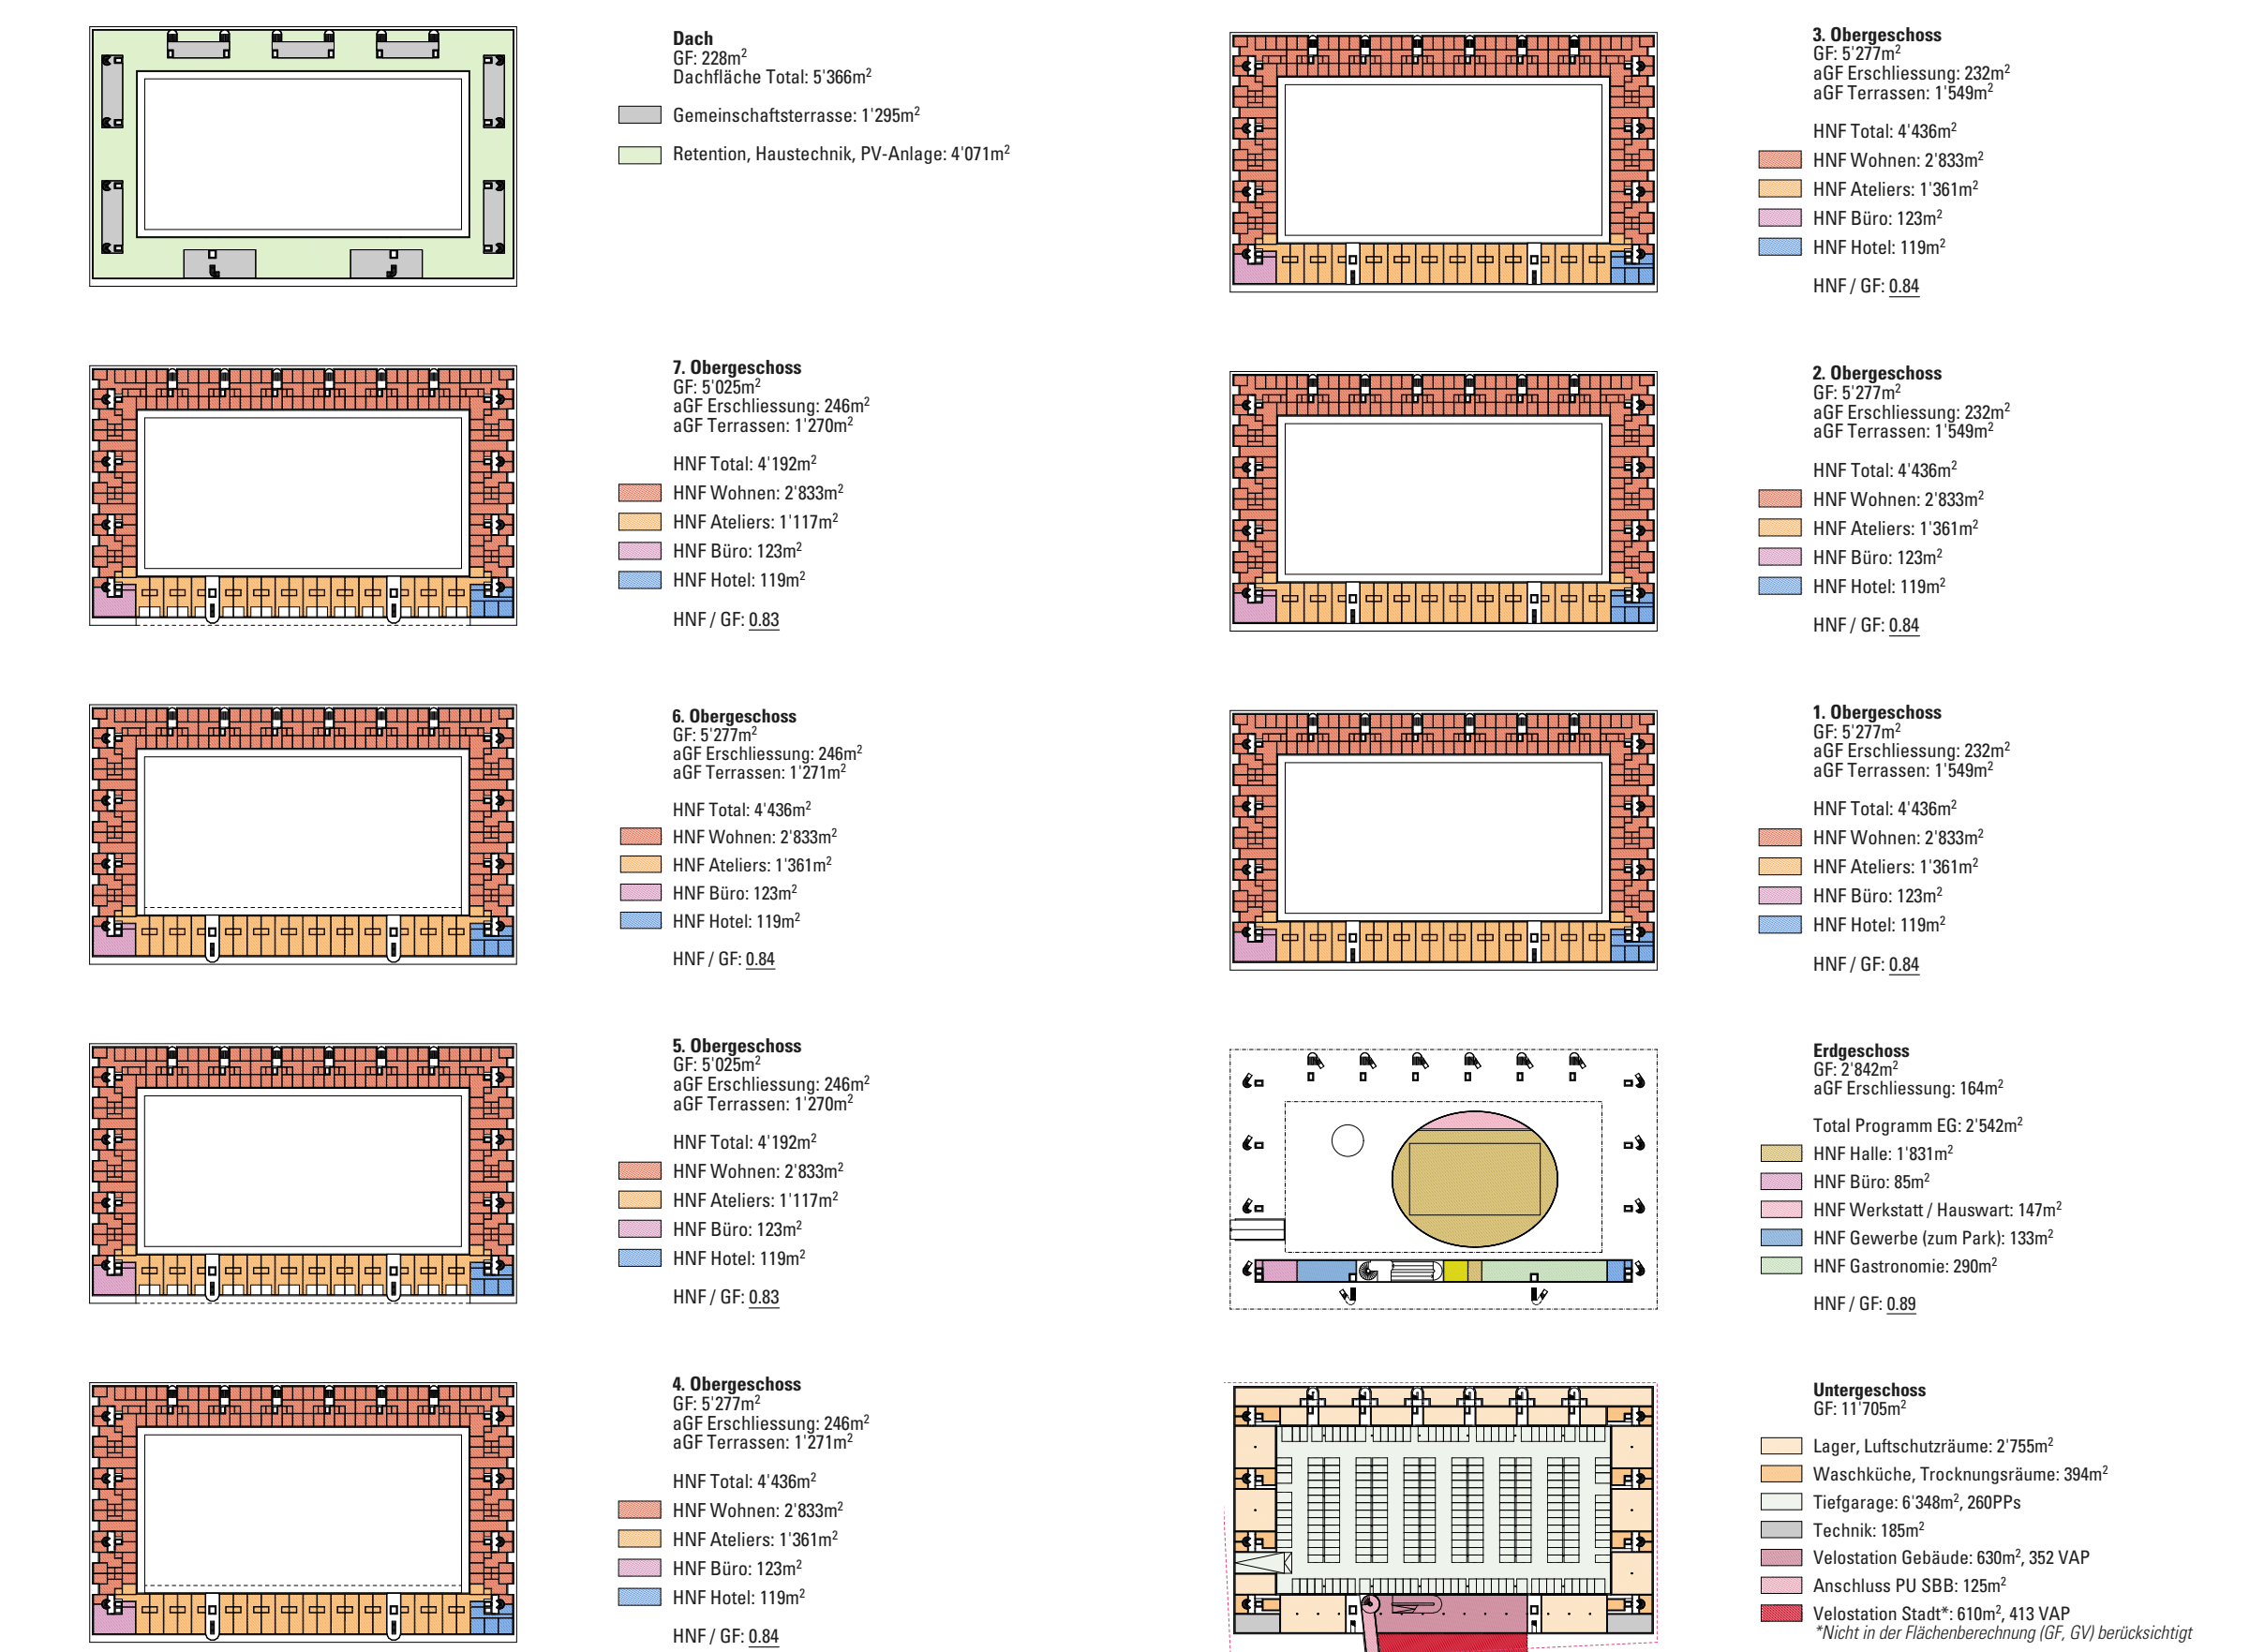 Dach
GF: 228m²
Dachfläche Total: 5'366m²
Gemeinschaftsterrasse: 1'295m²
Retention, Haustechnik, PV-Anlage: 4'071m²
7. Obergeschoss
GF: 5'025m²
aGF Erschliessung: 246m²
aGF Terrassen: 1'270m²
HNF Total: 4'192m²
HNF Wohnen: 2'833m²
HNF Ateliers: 1'117m²
HNF Büro: 123m²
HNF Hotel: 119m²
HNF / GF: 0.83
6. Obergeschoss
GF: 5'277m²
aGF Erschliessung: 246m²
aGF Terrassen: 1'271m²
HNF Total: 4'436m²
HNF Wohnen: 2'833m²
HNF Ateliers: 1'361m²
HNF Büro: 123m²
HNF Hotel: 119m²
HNF / GF: 0.84
5. Obergeschoss
GF: 5'025m²
aGF Erschliessung: 246m²
aGF Terrassen: 1'270m²
HNF Total: 4'192m²
HNF Wohnen: 2'833m²
HNF Ateliers: 1'117m²
HNF Büro: 123m²
HNF Hotel: 119m²
HNF / GF: 0.83
4. Obergeschoss
GF: 5'277m²
aGF Erschliessung: 246m²
aGF Terrassen: 1'271m²
HNF Total: 4'436m²
HNF Wohnen: 2'833m²
HNF Ateliers: 1'361m²
HNF Büro: 123m²
HNF Hotel: 119m²
HNF / GF: 0.84
3. Obergeschoss
GF: 5'277m²
aGF Erschliessung: 232m²
aGF Terrassen: 1'549m²
HNF Total: 4'436m²
HNF Wohnen: 2'833m²
HNF Ateliers: 1'361m²
HNF Büro: 123m²
HNF Hotel: 119m²
HNF / GF: 0.84
2. Obergeschoss
GF: 5'277m²
aGF Erschliessung: 232m²
aGF Terrassen: 1'549m²
HNF Total: 4'436m²
HNF Wohnen: 2'833m²
HNF Ateliers: 1'361m²
HNF Büro: 123m²
HNF Hotel: 119m²
HNF / GF: 0.84
1. Obergeschoss
GF: 5'277m²
aGF Erschliessung: 232m²
aGF Terrassen: 1'549m²
HNF Total: 4'436m²
HNF Wohnen: 2'833m²
HNF Ateliers: 1'361m²
HNF Büro: 123m²
HNF Hotel: 119m²
HNF / GF: 0.84
Erdgeschoss
GF: 2'842m²
aGF Erschliessung: 164m²
Total Programm EG: 2'542m²
HNF Halle: 1'831m²
HNF Büro: 85m²
HNF Werkstatt / Hauswart: 147m²
HNF Gewerbe (zum Park): 133m²
HNF Gastronomie: 290m²
HNF / GF: 0.89
Untergeschoss
GF: 11'705m²
Lager, Luftschutzräume: 2'755m²
Waschküche, Trocknungsräume: 394m²
Tiefgarage: 6'348m², 260PPs
Technik: 185m²
Velostation Gebäude: 630m², 352 VAP
Anschluss PU SBB: 125m²
Velostation Stadt*: 610m², 413 VAP
*Nicht in der Flächenberechnung (GF, GV) berücksichtigt